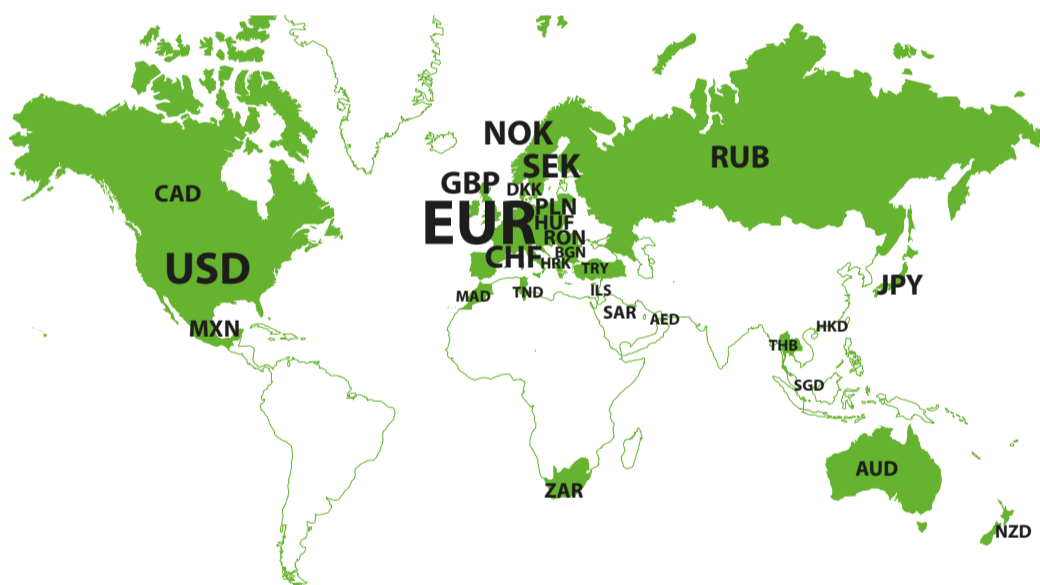 NOK
SEK
RUB
GBP
DKK
CAD
PLN
EUR
HUF
RON
BGN
CHF
HRK
TRY
USD
JPY
ILS
MAD
TND
SAR
AED
HKD
MXN
THB
SGD
AUD
ZAR
NZD